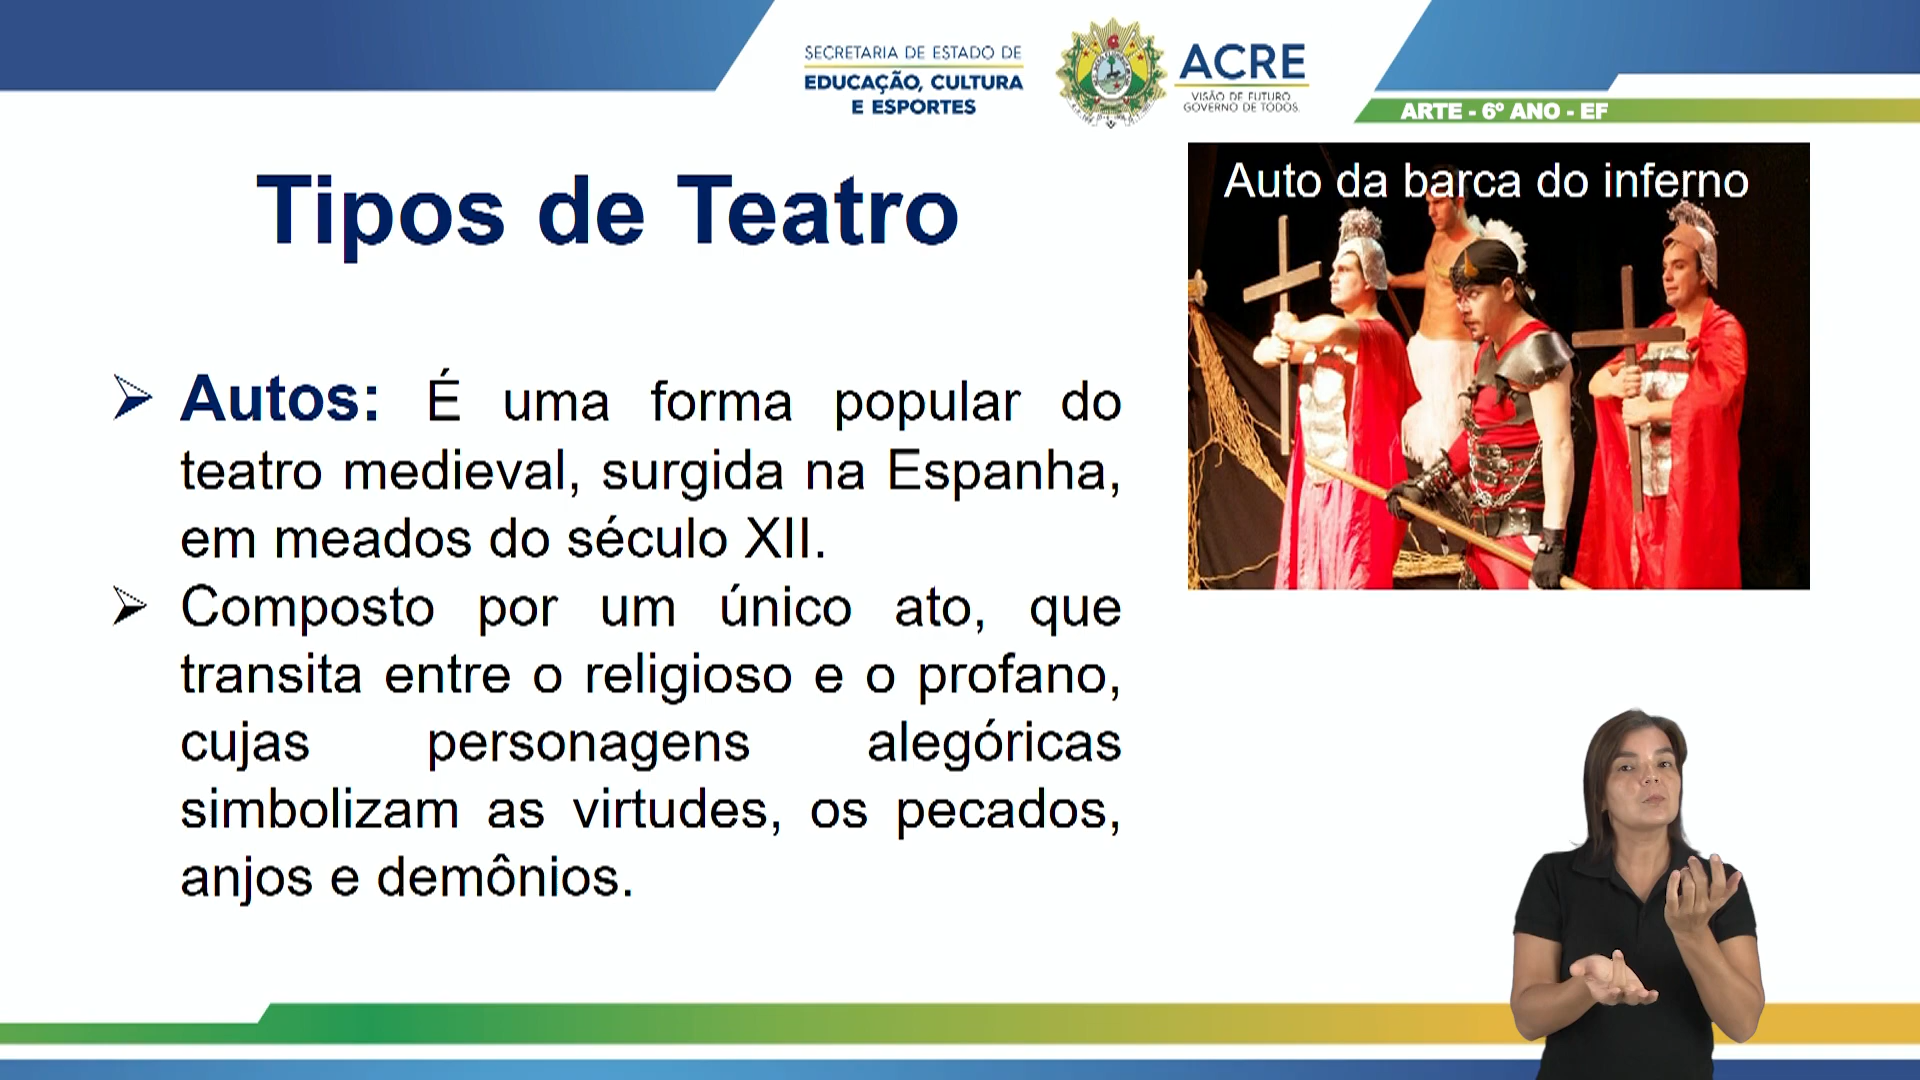 SECRETARIA DE ESTADO DE
EDUCAÇÃO, CULTURA
E ESPORTES
ACRE
VISÃO DE FUTURO
GOVERNO DE TODOS
ARTE - 6º ANO - EF
Tipos de Teatro
Auto da barca do inferno
Autos: É uma forma popular do
teatro medieval, surgida na Espanha,
em meados do século XII.
Composto por um único ato, que
transita entre o religioso e o profano,
cujas personagens alegóricas
simbolizam as virtudes, os pecados,
anjos e demônios.